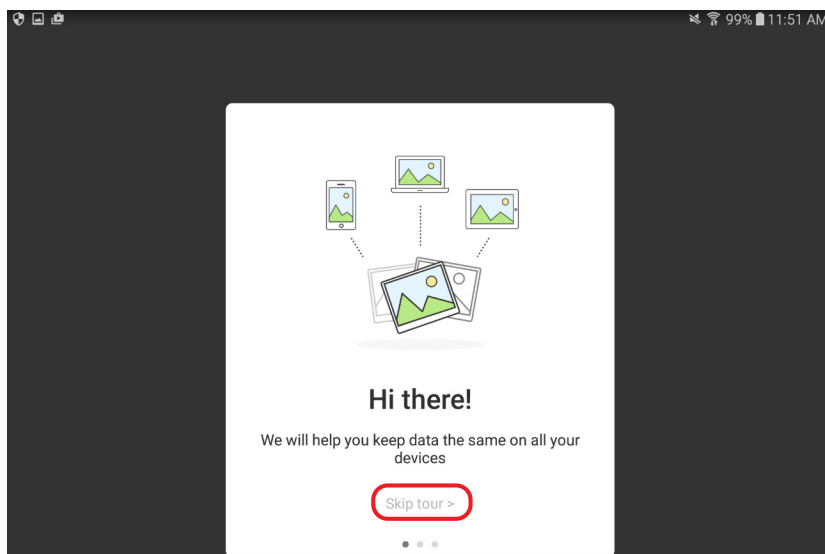 99% 11:51 AM
Hi there!
We will help you keep data the same on all your
devices
Skip tour >